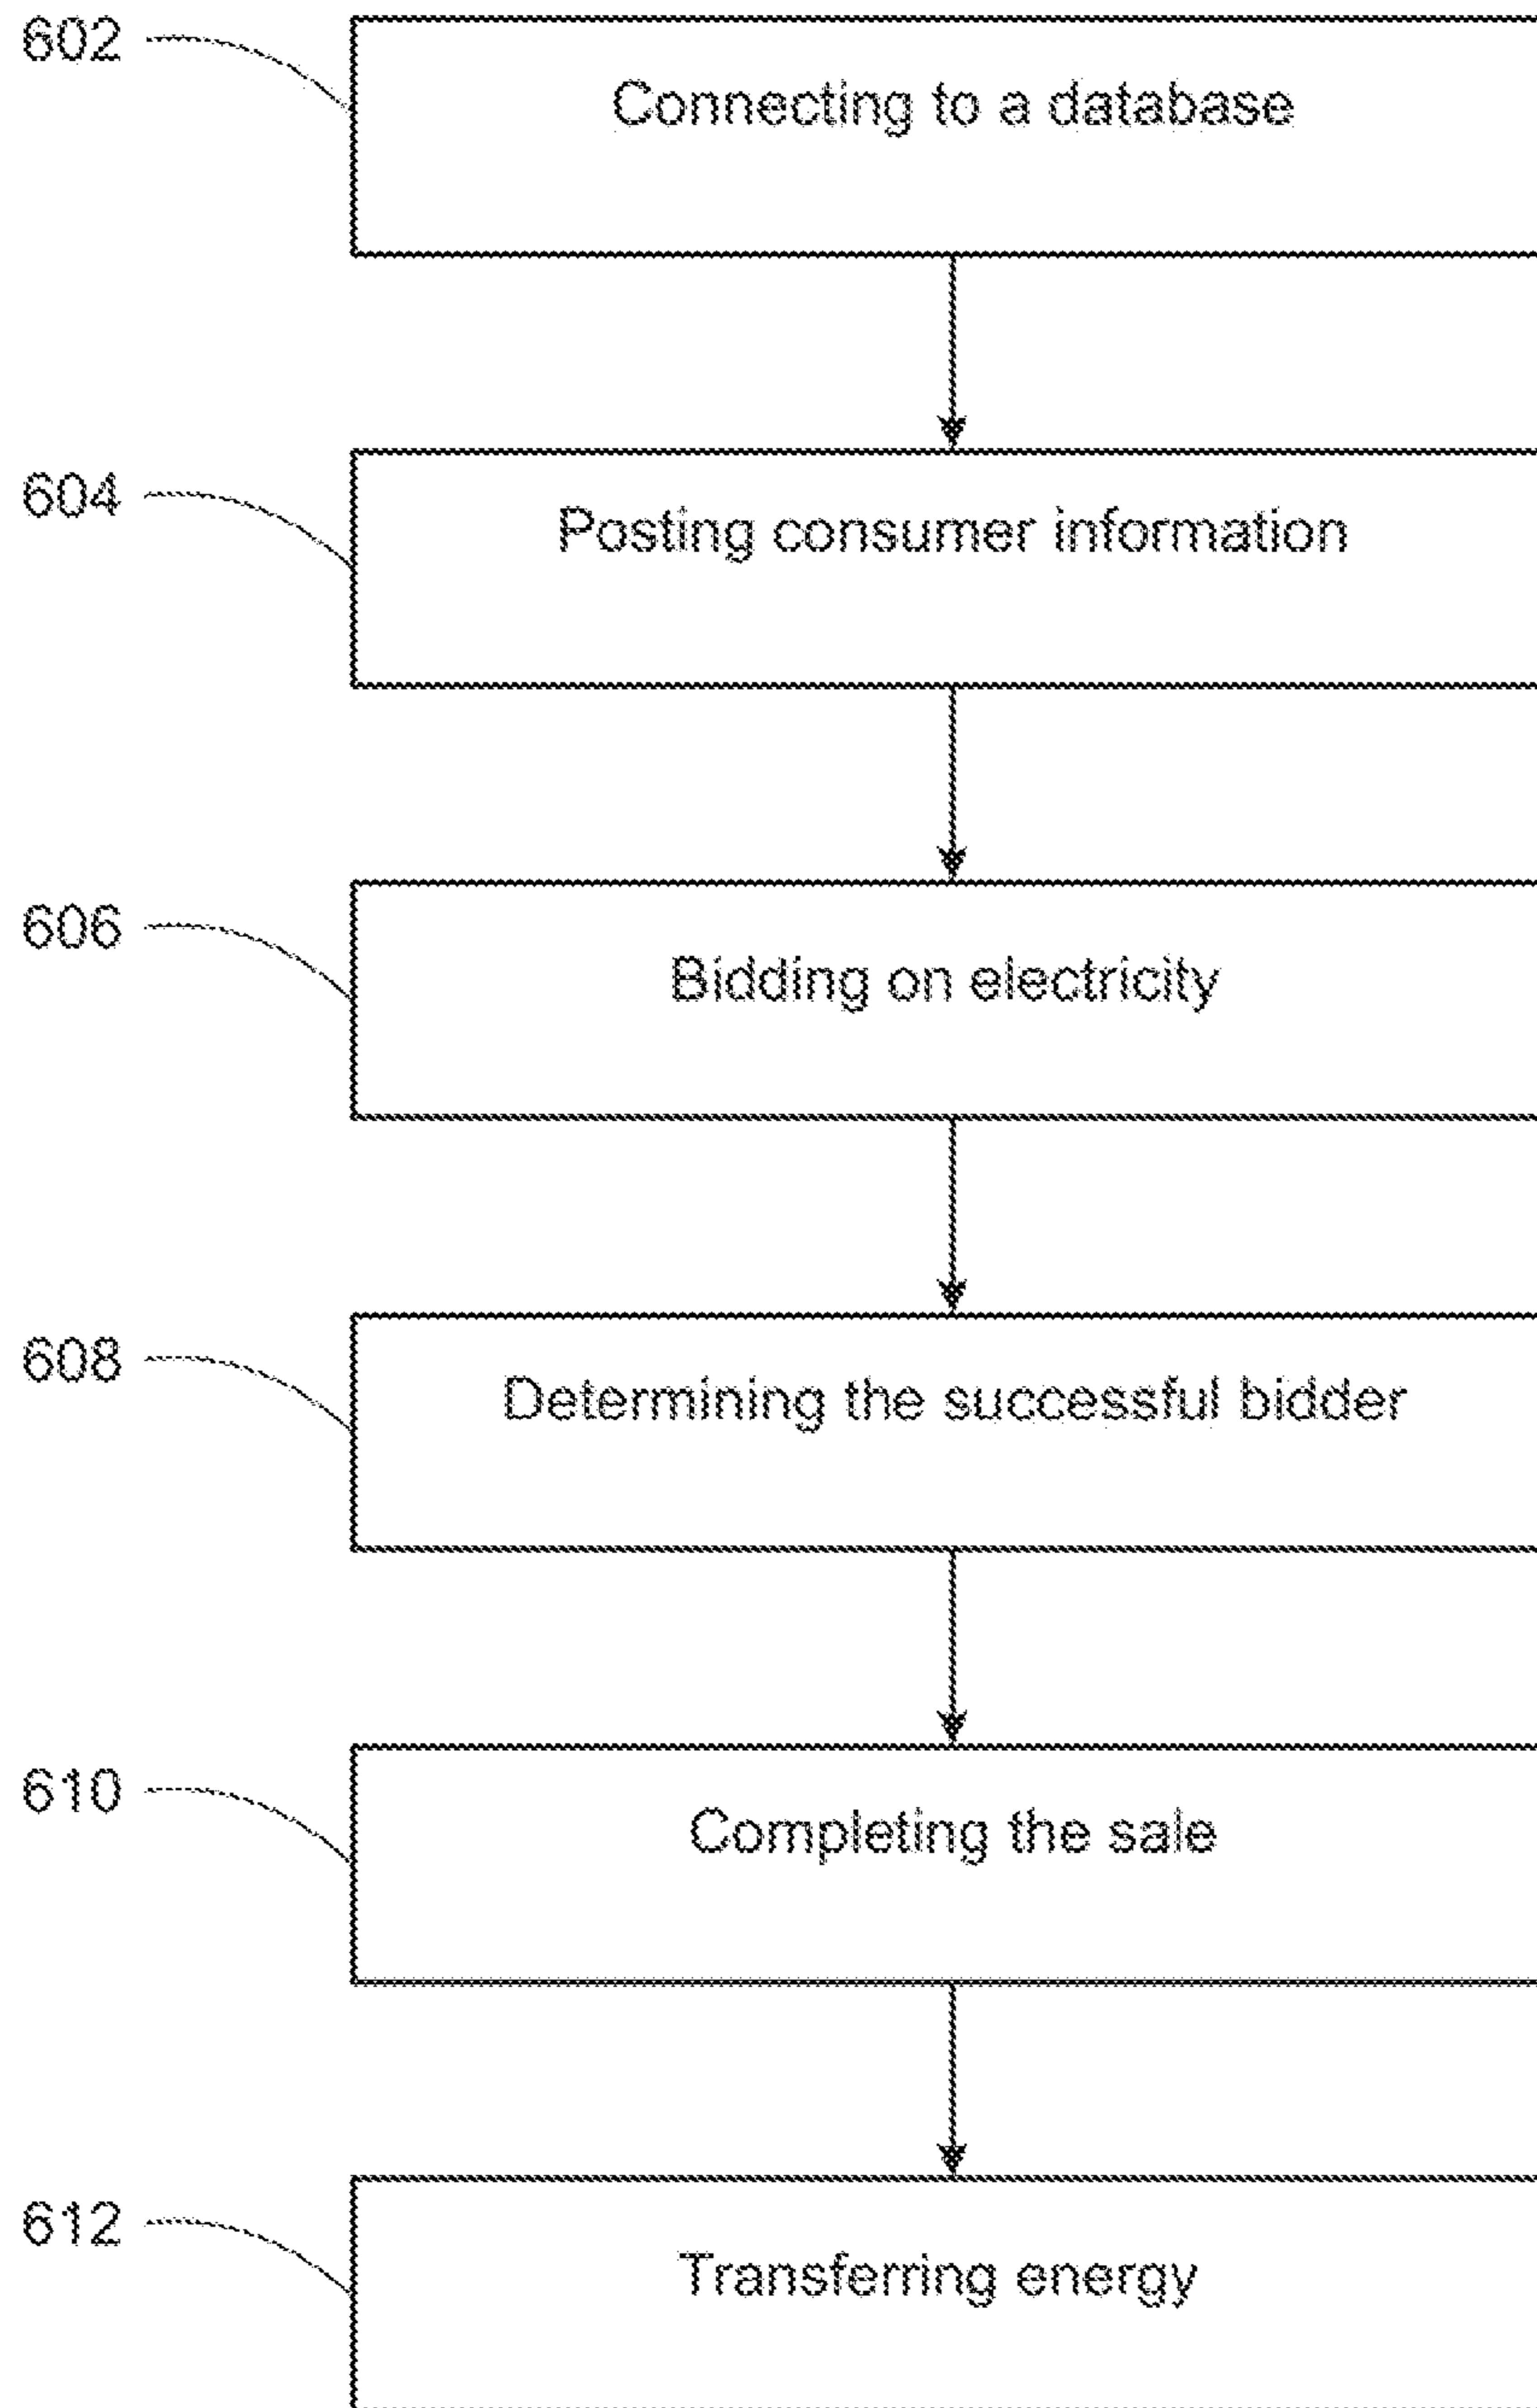 602
Connecting to a database
604
Posting consumer information
606
Bidding on electricity
608
Determining the successful bidder
610
Completing the sale
612
Transferring energy